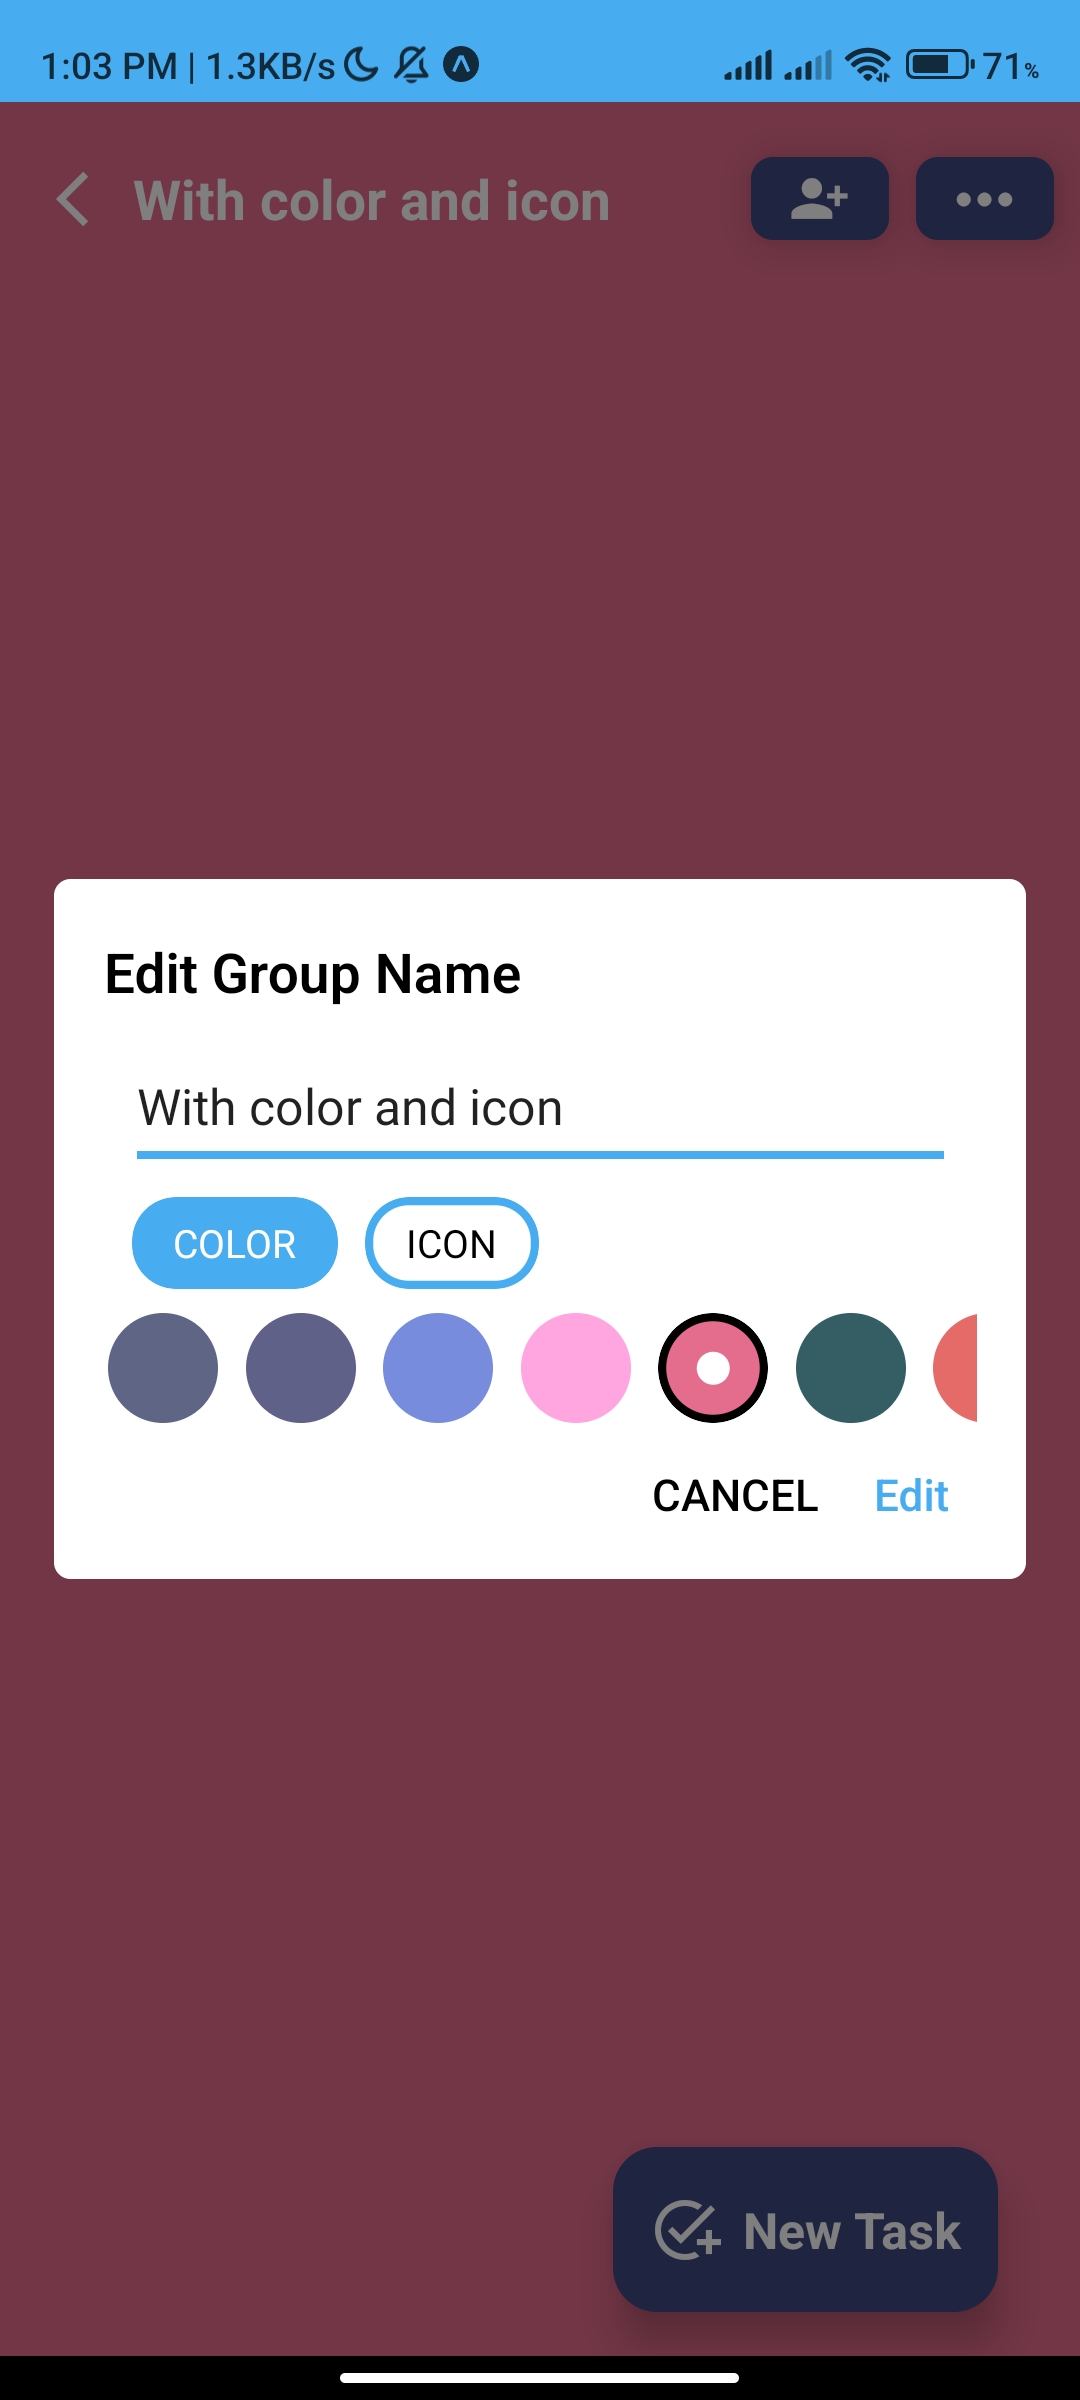 1:03 PM | 1.3KB/s 71%
With color and icon
Edit Group Name
With color and icon
COLOR ICON
CANCEL Edit
New Task